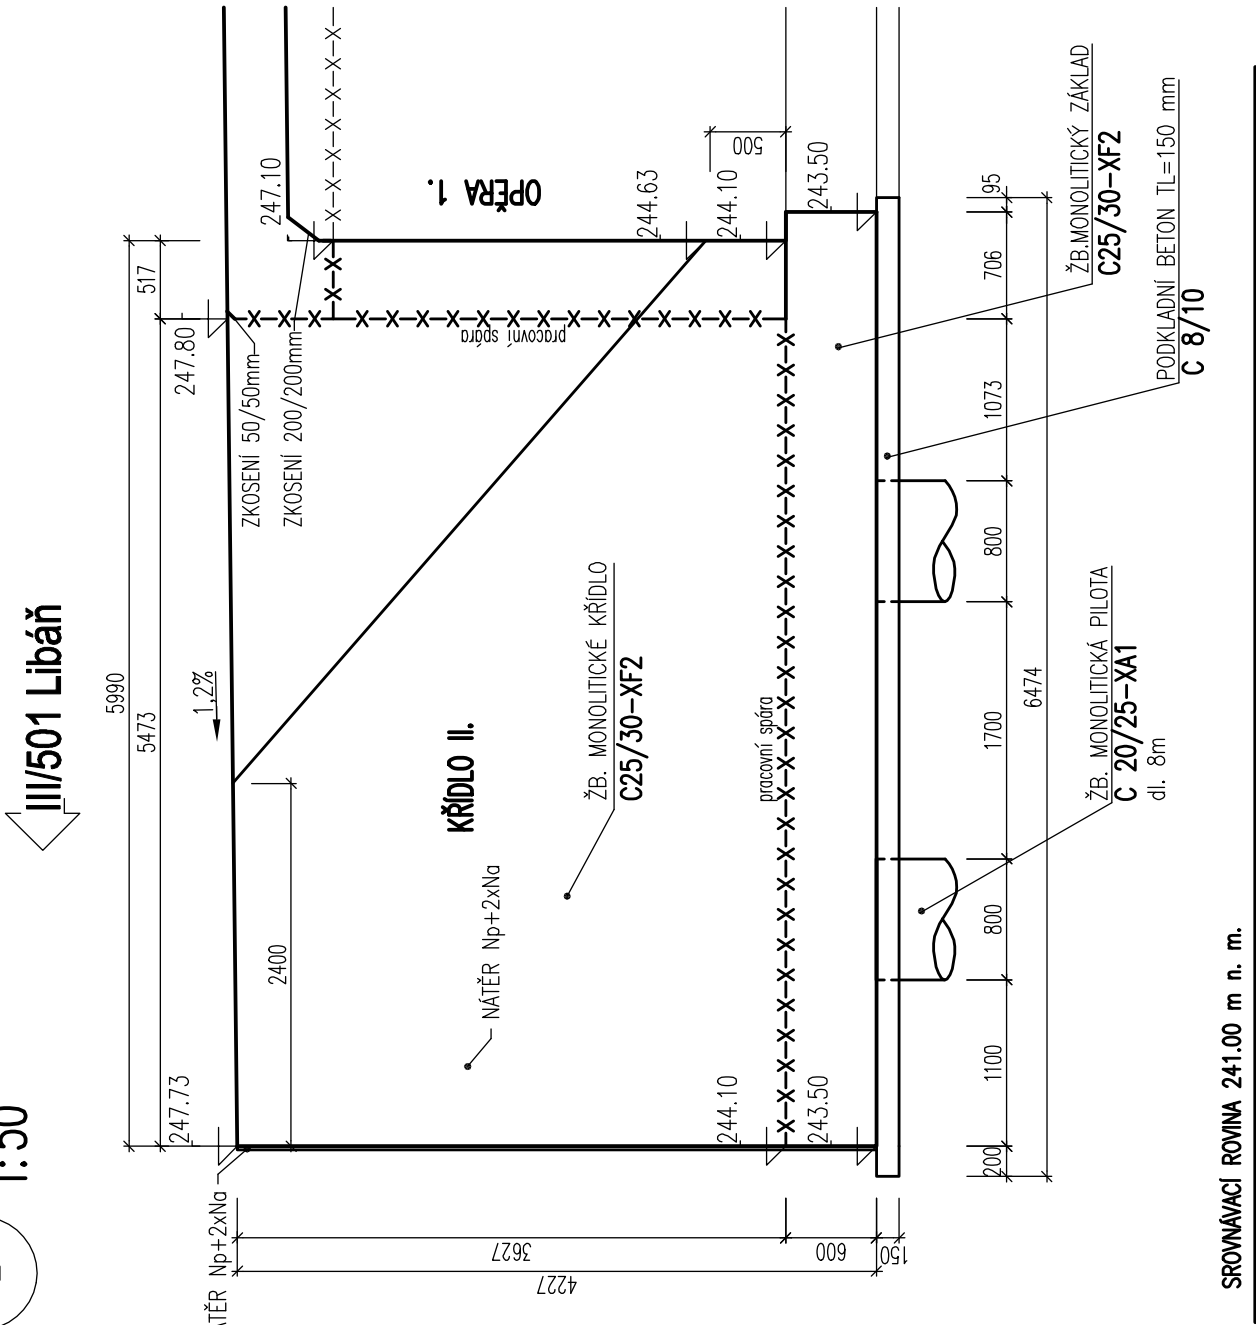 1:50
III/501 Libáň
ÁTĚR Np+2xNa
247.73
5990
5473
517
1,2%
247.80
ZKOSENÍ 50/50mm
ZKOSENÍ 200/200mm
247.10
2400
KŘÍDLO II.
OPĚRA 1.
NÁTĚR Np+2xNa
pracovní spára
ŽB. MONOLITICKÉ KŘÍDLO
C25/30-XF2
244.63
244.10
500
243.50
pracovní spára
244.10
243.50
3627
600
150
4227
200
1100
800
1700
800
1073
706
95
6474
ŽB. MONOLITICKÁ PILOTA
C 20/25-XA1
dl. 8m
ŽB.MONOLITICKÝ ZÁKLAD
C25/30-XF2
PODKLADNÍ BETON TL=150 mm
C 8/10
SROVNÁVACÍ ROVINA 241.00 m n. m.